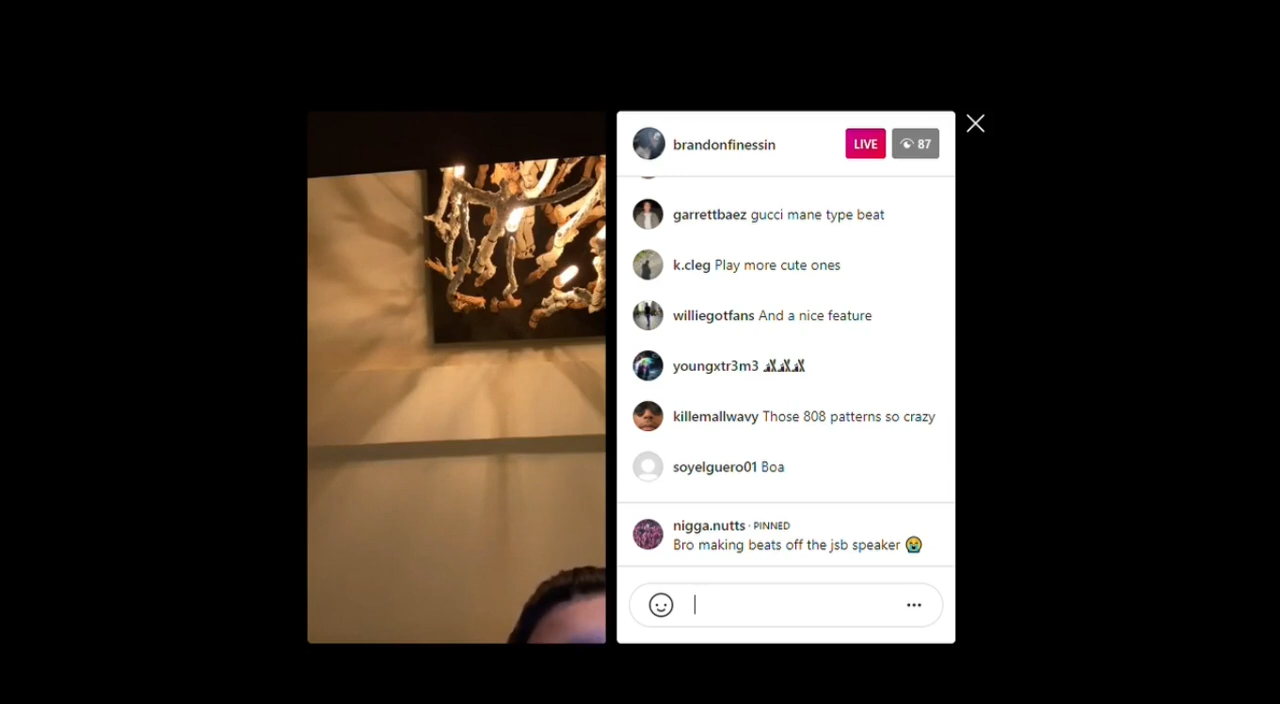 brandonfinessin LIVE 87
garrettbaez gucci mane type beat
k.cleg Play more cute ones
williegotfans And a nice feature
youngxtr3m3
killemallwavy Those 808 patterns so crazy
soyelguero01 Boa
nigga.nutts · PINNED
Bro making beats off the jsb speaker 😭